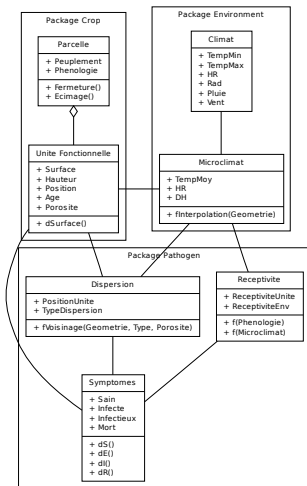 Package Crop
Package Environment
Parcelle
+ Peuplement
+ Phenologie
+ Fermeture()
+ Ecimage()
Climat
+ TempMin
+ TempMax
+ HR
+ Rad
+ Pluie
+ Vent
Unite Fonctionnelle
+ Surface
+ Hauteur
+ Position
+ Age
+ Porosite
+ dSurface()
Microclimat
+ TempMoy
+ HR
+ DH
+ fInterpolation(Geometrie)
Package Pathogen
Dispersion
+ PositionUnite
+ TypeDispersion
+ fVoisinage(Geometrie, Type, Porosite)
Receptivite
+ ReceptiviteUnite
+ ReceptiviteEnv
+ f(Phenologie)
+ f(Microclimat)
Symptomes
+ Sain
+ Infecte
+ Infectieux
+ Mort
+ dS()
+ dE()
+ dI()
+ dR()